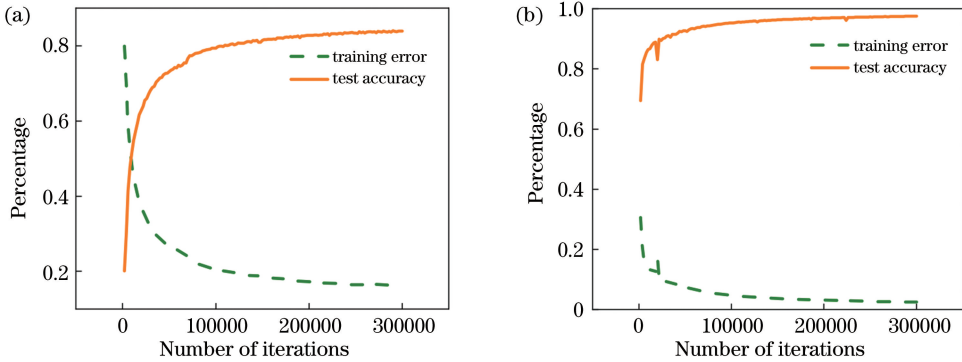 (a)
0.8
0.6
0.4
0.2
Percentage
training error
test accuracy
0
100000
200000
300000
Number of iterations
(b)
1.0
0.8
0.6
0.4
0.2
0
Percentage
training error
test accuracy
0
100000
200000
300000
Number of iterations